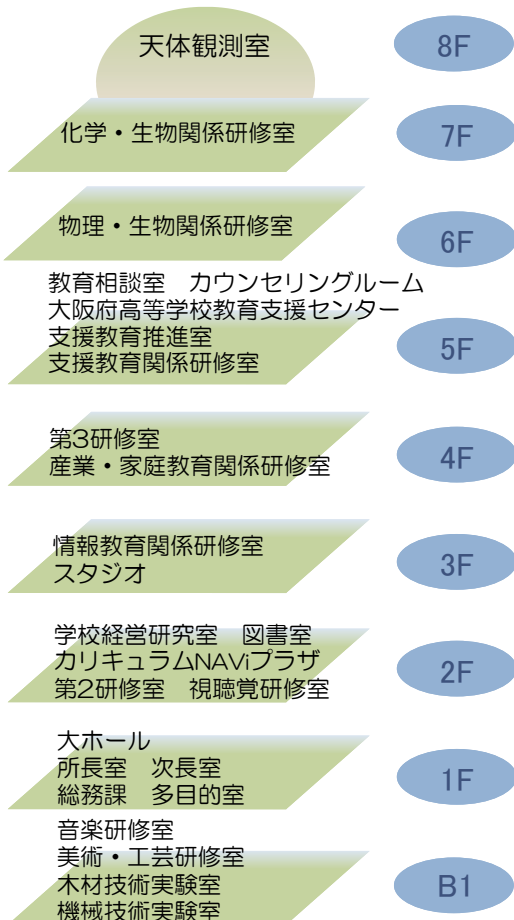 天体観測室
8F
化学・生物関係研修室
7F
物理・生物関係研修室
6F
教育相談室　カウンセリングルーム
大阪府高等学校教育支援センター
支援教育推進室
支援教育関係研修室
5F
第3研修室
産業・家庭教育関係研修室
4F
情報教育関係研修室
スタジオ
3F
学校経営研究室　図書室
カリキュラムNAViプラザ
第2研修室　視聴覚研修室
2F
大ホール
所長室　次長室
総務課　多目的室
1F
音楽研修室
美術・工芸研修室
木材技術実験室
機械技術実験室
B1